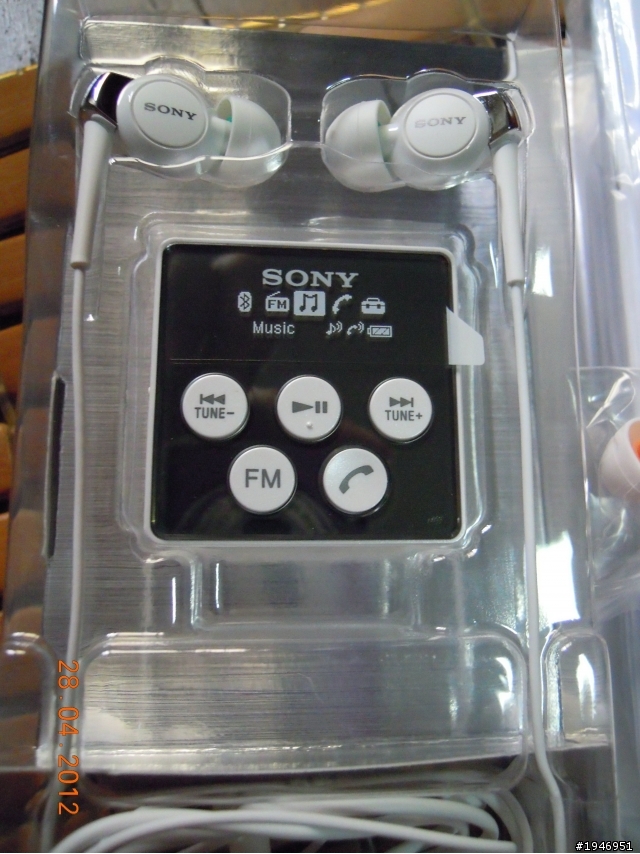 SONY
SONY
SONY
FM
Music
TUNE-
TUNE+
FM
28.04 2012
#1946951